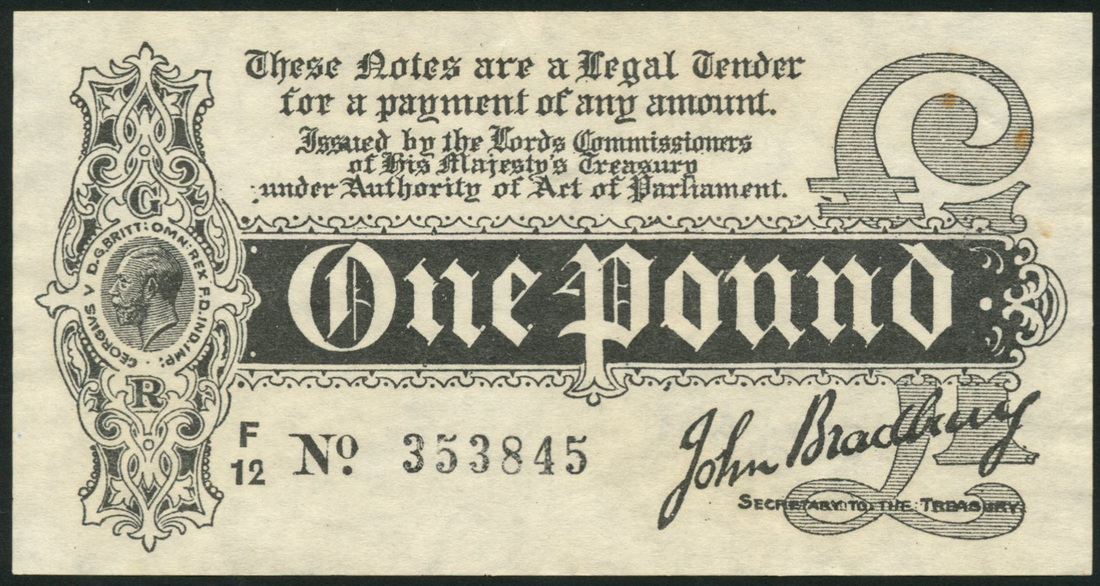 These Notes are a Legal Tender
for a payment of any amount.
Issued by the Lords Commissioners
of His Majesty's Treasury
under Authority of Act of Parliament.
G
GEORGIVS V D.G.BRITT: OMN: REX F.D. IND. IMP:
R
£
One Pound
£1
F
12
No. 353845
John Bradbury
SECRETARY TO THE TREASURY